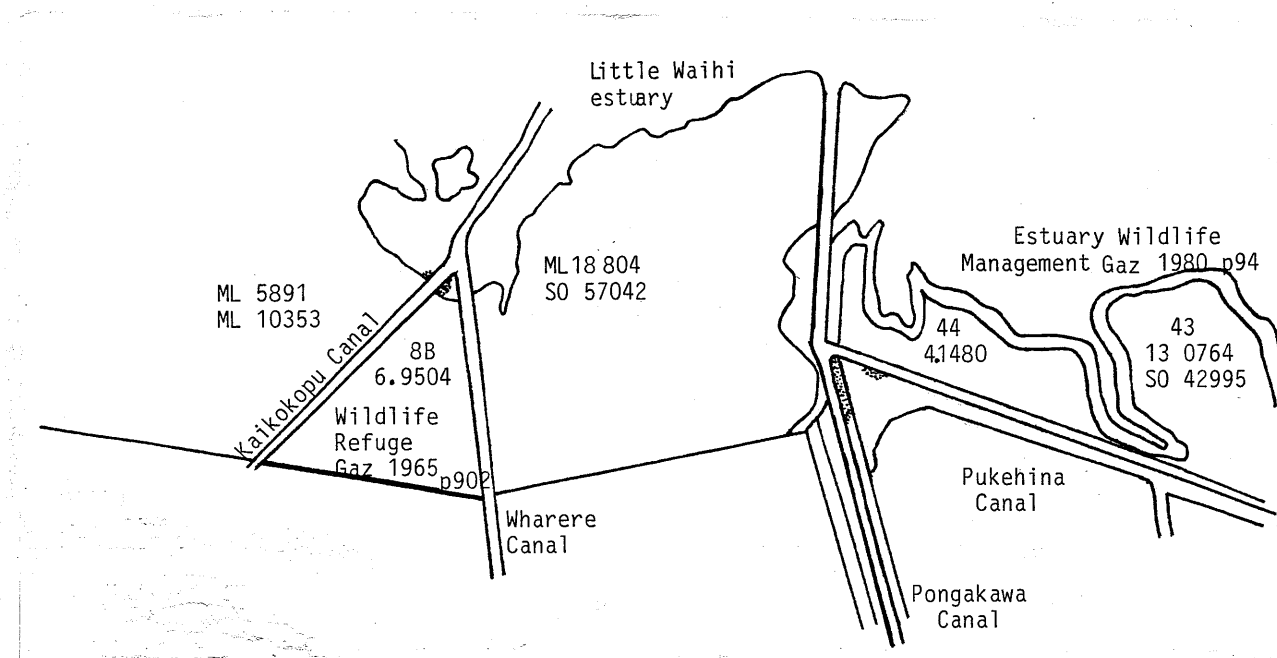 Little Waihi
estuary
Estuary Wildlife
Management Gaz 1980 p94
ML 5891
ML 10353
ML18 804
SO 57042
Kaikokopu Canal
8B
6.9504
Wildlife
Refuge
Gaz 1965 p902
44
4.1480
43
13 0764
SO 42995
Wharere
Canal
Pukehina
Canal
Pongakawa
Canal